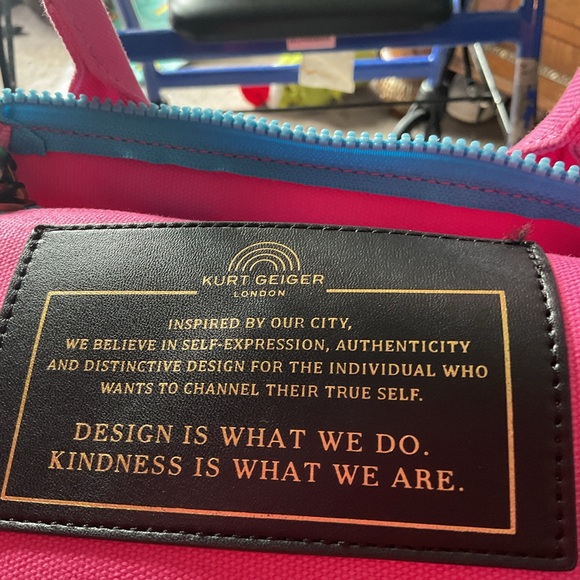 KURT GEIGER
LONDON
INSPIRED BY OUR CITY,
WE BELIEVE IN SELF-EXPRESSION, AUTHENTICITY
AND DISTINCTIVE DESIGN FOR THE INDIVIDUAL WHO
WANTS TO CHANNEL THEIR TRUE SELF.
DESIGN IS WHAT WE DO.
KINDNESS IS WHAT WE ARE.